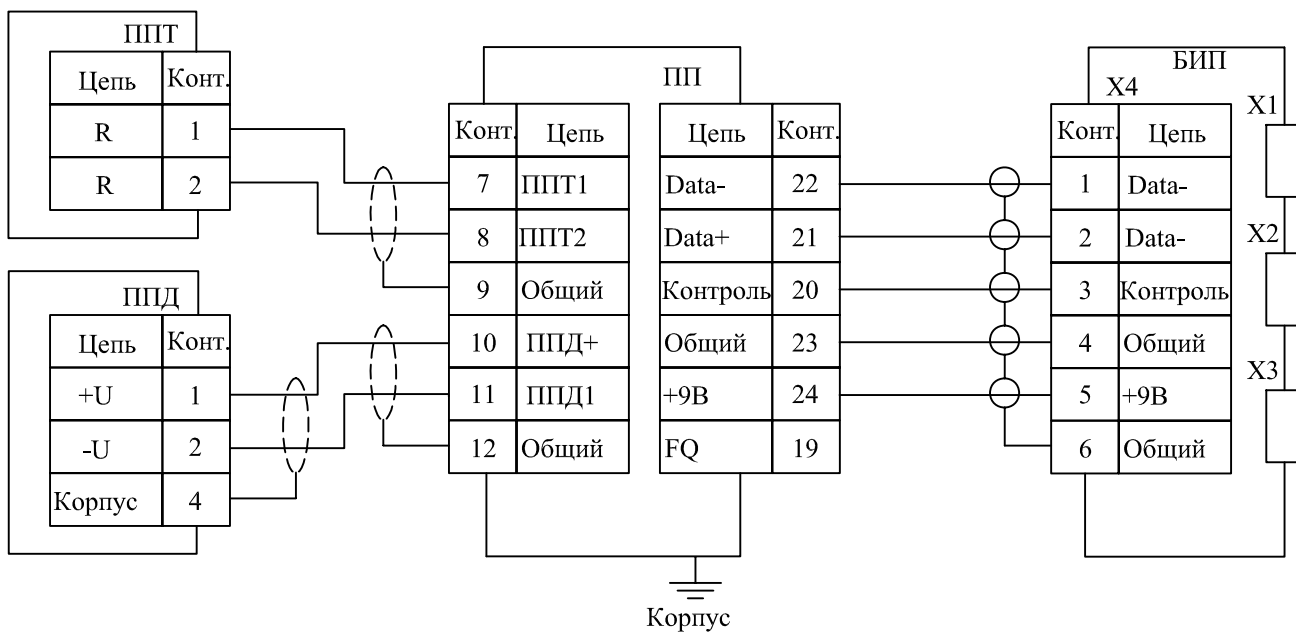 ППТ
Цепь Конт.
R 1
R 2
ППД
Цепь Конт.
+U 1
-U 2
Корпус 4
ПП
Конт. Цепь
7 ППТ1
8 ППТ2
9 Общий
10 ППД+
11 ППД1
12 Общий
Цепь Конт.
Data- 22
Data+ 21
Контроль 20
Общий 23
+9В 24
FQ 19
Корпус
БИП
X4
Конт. Цепь
1 Data-
2 Data-
3 Контроль
4 Общий
5 +9В
6 Общий
X1
X2
X3